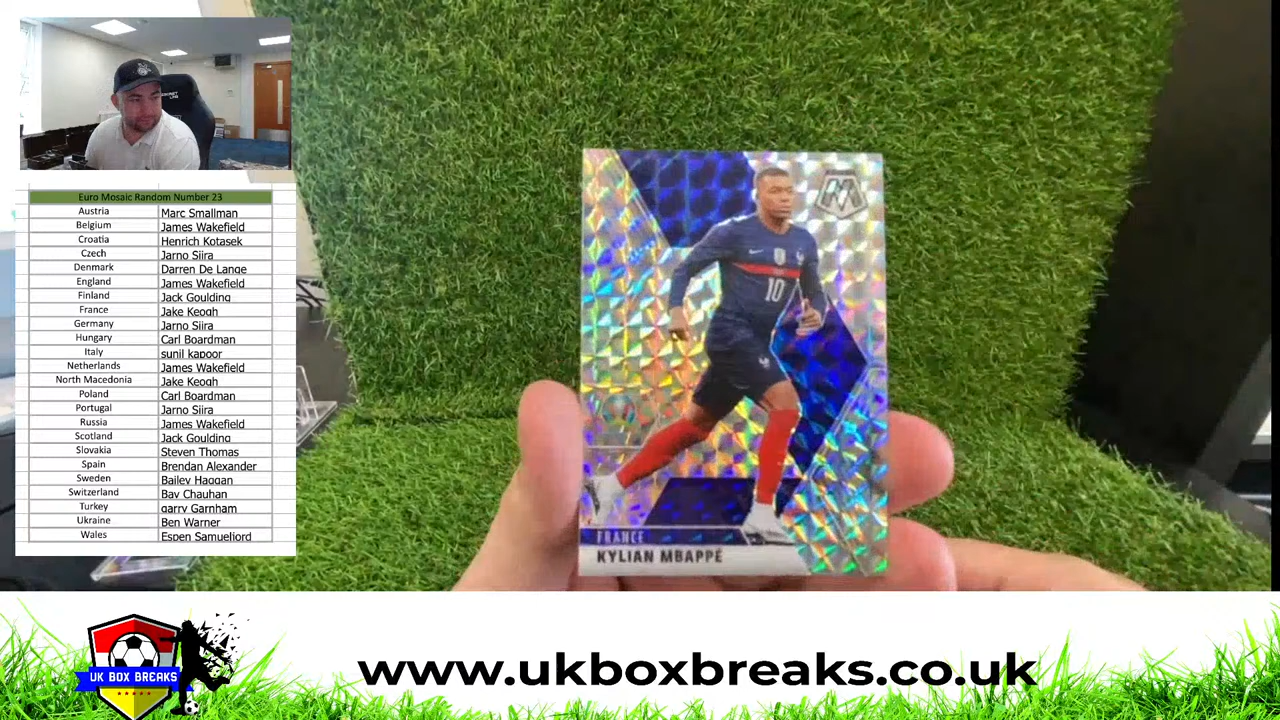 Euro Mosaic Random Number 23
Austria Marc Smallman
Belgium James Wakefield
Croatia Henrich Kotasek
Czech Jarno Siira
Denmark Darren De Lange
England James Wakefield
Finland Jack Goulding
France Jake Keogh
Germany Jarno Siira
Hungary Carl Boardman
Italy sunil kapoor
Netherlands James Wakefield
North Macedonia Jake Keogh
Poland Carl Boardman
Portugal Jarno Siira
Russia James Wakefield
Scotland Jack Goulding
Slovakia Steven Thomas
Spain Brendan Alexander
Sweden Bailey Haggan
Switzerland Bav Chauhan
Turkey garry Garnham
Ukraine Ben Warner
Wales Espen Samueljord
M
10
FRANCE
KYLIAN MBAPPÉ
UK BOX BREAKS
www.ukboxbreaks.co.uk